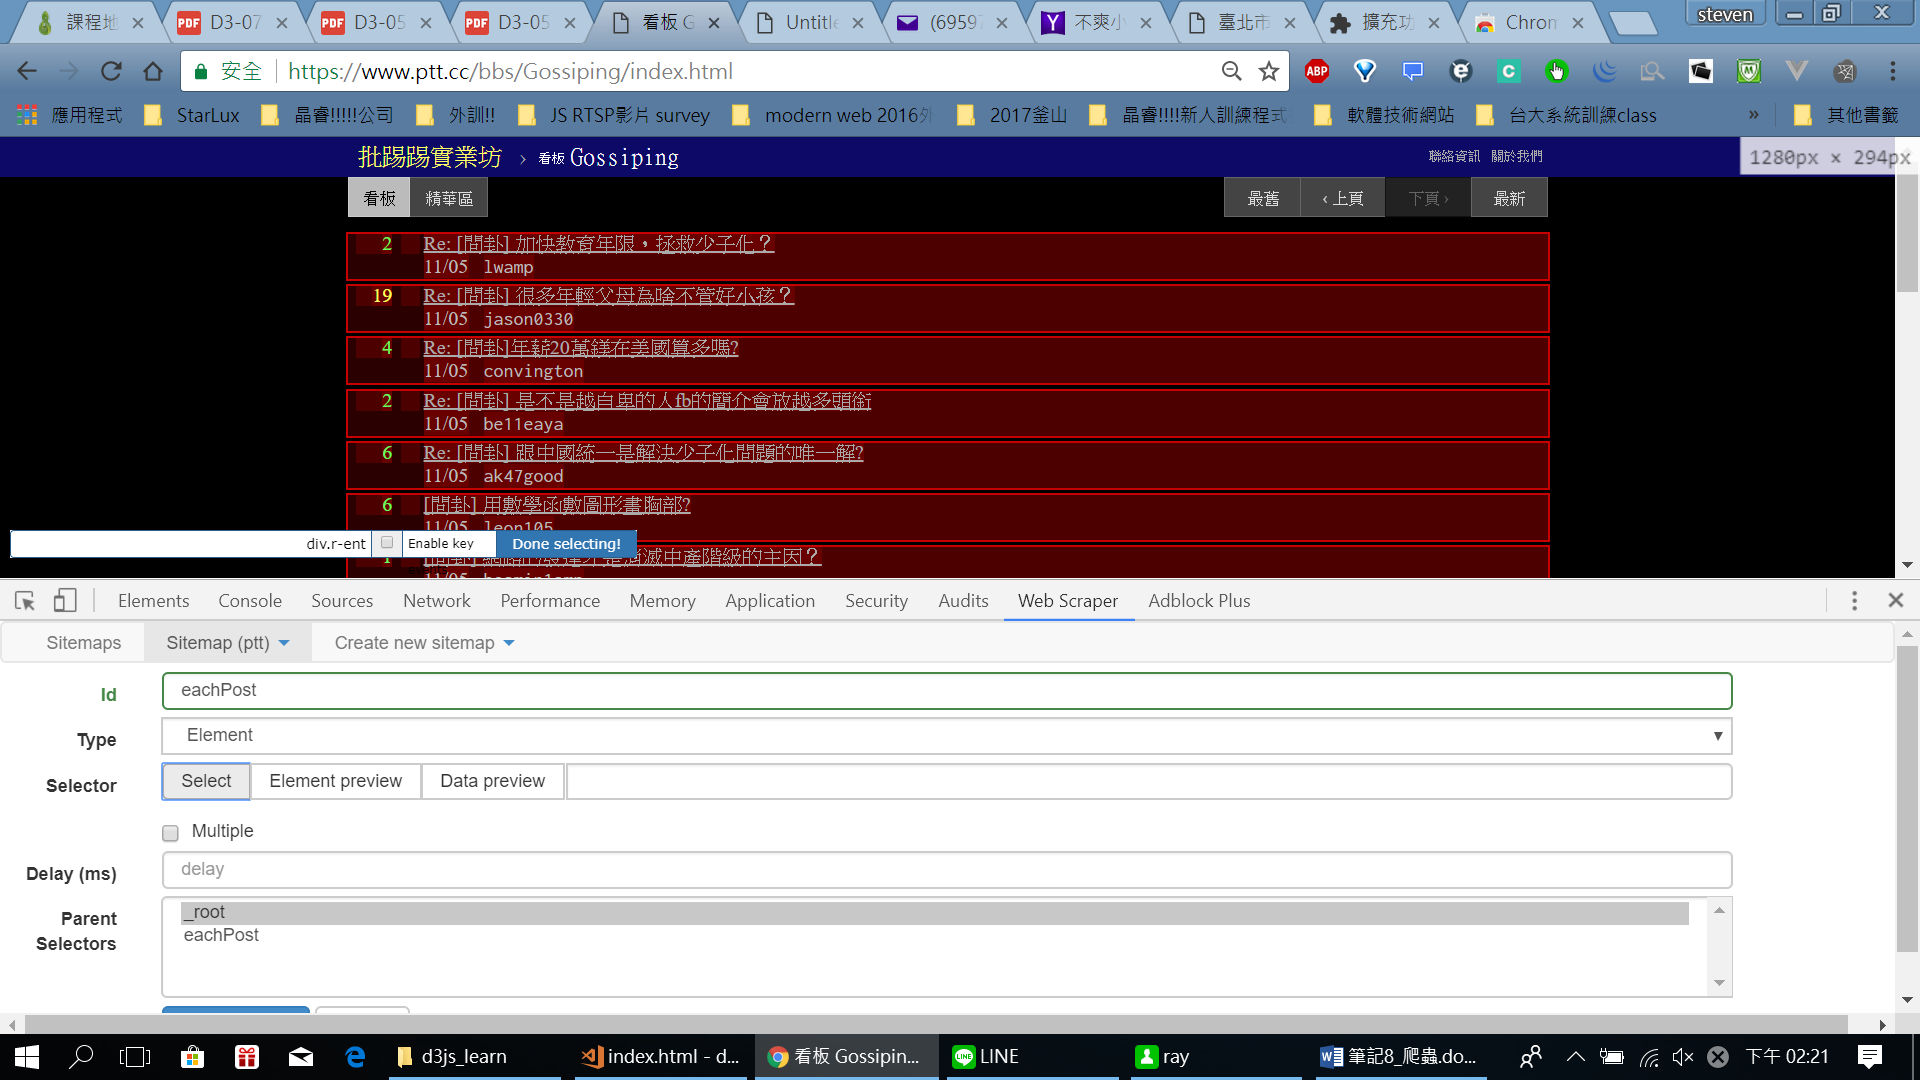 課程地
D3-07
D3-05
D3-05
看板 G
Untitle
(69597
不爽小
臺北市
擴充功
Chrom
steven
安全
https://www.ptt.cc/bbs/Gossiping/index.html
ABP
應用程式
StarLux
晶睿!!!!!公司
外訓!!
JS RTSP影片 survey
modern web 2016外
2017釜山
晶睿!!!!新人訓練程式
軟體技術網站
台大系統訓練class
»
其他書籤
批踢踢實業坊 › 看板 Gossiping
聯絡資訊 關於我們
1280px × 294px
看板 精華區
最舊 ‹ 上頁 下頁 › 最新
2 Re: [問卦] 加快教育年限，拯救少子化？
11/05 lwamp
19 Re: [問卦] 很多年輕父母為啥不管好小孩？
11/05 jason0330
4 Re: [問卦]年薪20萬鎂在美國算多嗎?
11/05 convington
2 Re: [問卦] 是不是越自卑的人fb的簡介會放越多頭銜
11/05 be11eaya
6 Re: [問卦] 跟中國統一是解決少子化問題的唯一解?
11/05 ak47good
6 [問卦] 用數學函數圖形畫胸部?
11/05 leon105
div.r-ent Enable key Done selecting!
Elements Console Sources Network Performance Memory Application Security Audits Web Scraper Adblock Plus
Sitemaps Sitemap (ptt) Create new sitemap
Id eachPost
Type Element
Selector Select Element preview Data preview
Multiple
Delay (ms) delay
Parent Selectors _root
eachPost
d3js_learn
index.html - d...
看板 Gossipin...
LINE
ray
筆記8_爬蟲.do...
下午 02:21